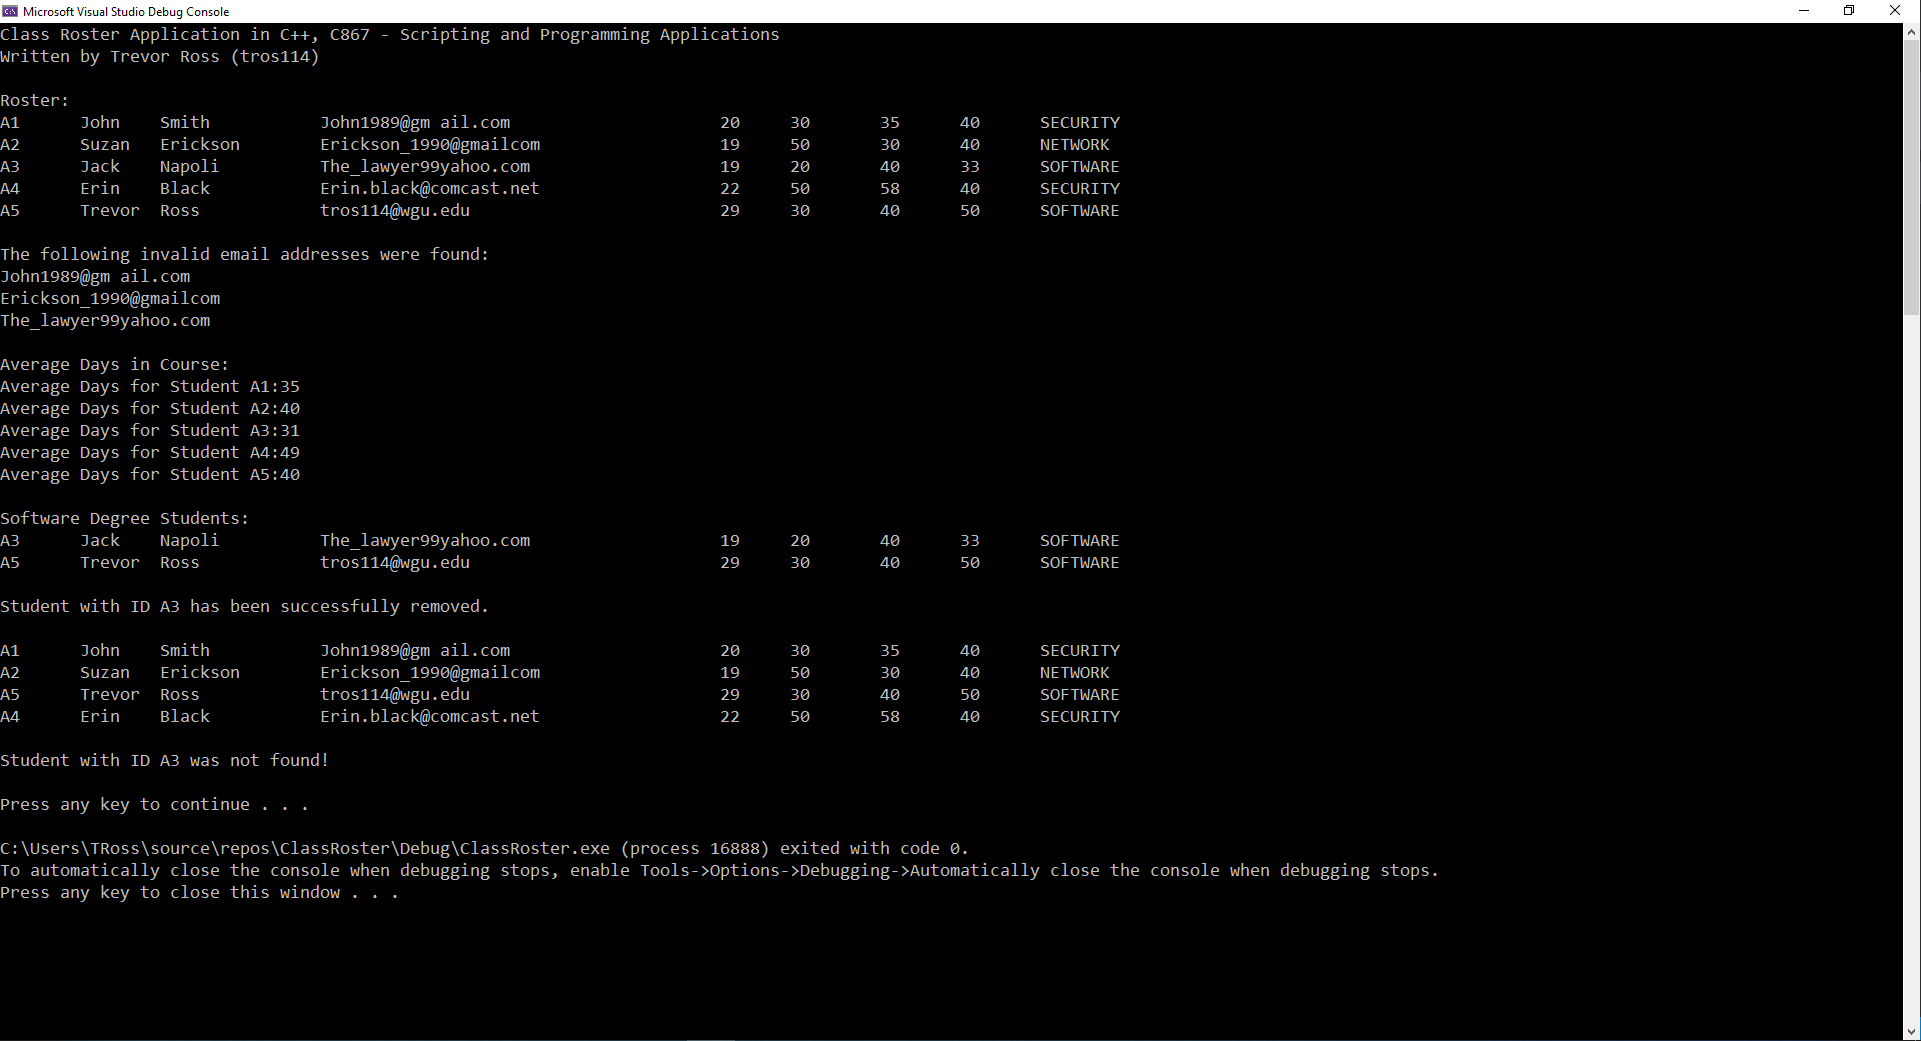 Microsoft Visual Studio Debug Console
Class Roster Application in C++, C867 - Scripting and Programming Applications
Written by Trevor Ross (tros114)
Roster:
A1 John Smith John1989@gm ail.com 20 30 35 40 SECURITY
A2 Suzan Erickson Erickson_1990@gmailcom 19 50 30 40 NETWORK
A3 Jack Napoli The_lawyer99yahoo.com 19 20 40 33 SOFTWARE
A4 Erin Black Erin.black@comcast.net 22 50 58 40 SECURITY
A5 Trevor Ross tros114@wgu.edu 29 30 40 50 SOFTWARE
The following invalid email addresses were found:
John1989@gm ail.com
Erickson_1990@gmailcom
The_lawyer99yahoo.com
Average Days in Course:
Average Days for Student A1:35
Average Days for Student A2:40
Average Days for Student A3:31
Average Days for Student A4:49
Average Days for Student A5:40
Software Degree Students:
A3 Jack Napoli The_lawyer99yahoo.com 19 20 40 33 SOFTWARE
A5 Trevor Ross tros114@wgu.edu 29 30 40 50 SOFTWARE
Student with ID A3 has been successfully removed.
A1 John Smith John1989@gm ail.com 20 30 35 40 SECURITY
A2 Suzan Erickson Erickson_1990@gmailcom 19 50 30 40 NETWORK
A5 Trevor Ross tros114@wgu.edu 29 30 40 50 SOFTWARE
A4 Erin Black Erin.black@comcast.net 22 50 58 40 SECURITY
Student with ID A3 was not found!
Press any key to continue . . .
C:\Users\TRoss\source\repos\ClassRoster\Debug\ClassRoster.exe (process 16888) exited with code 0.
To automatically close the console when debugging stops, enable Tools->Options->Debugging->Automatically close the console when debugging stops.
Press any key to close this window . . .